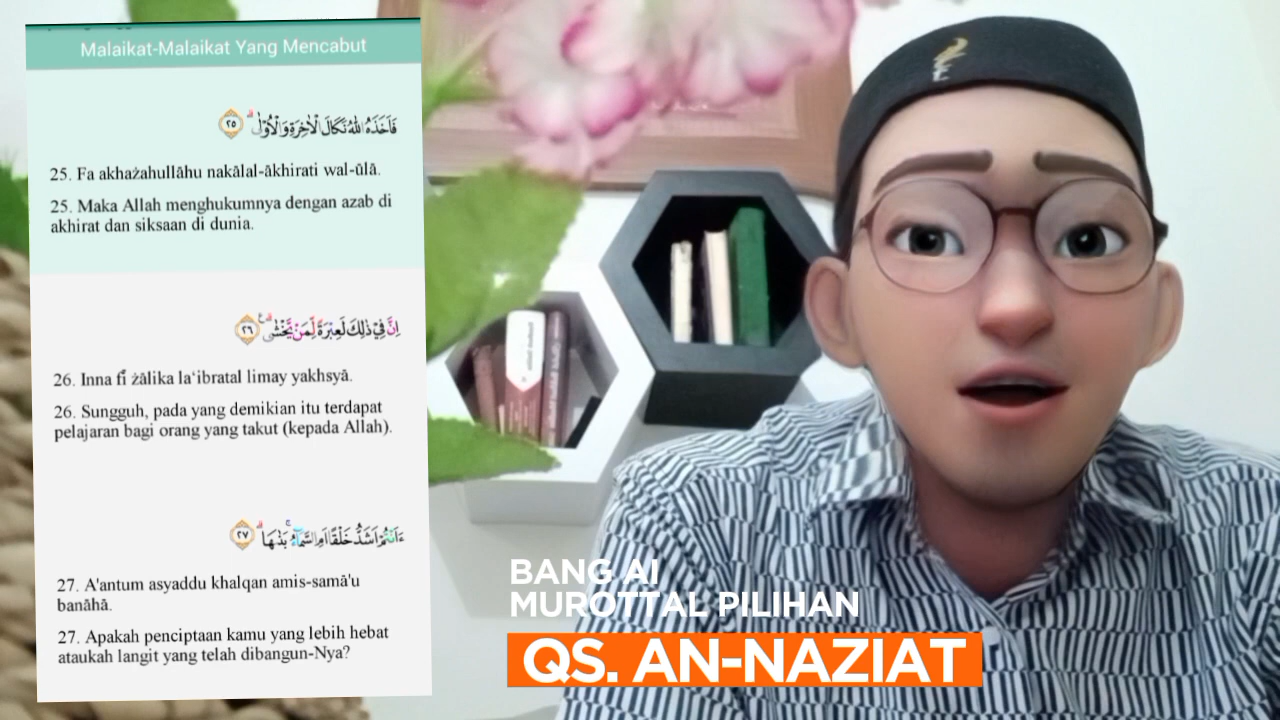 Malaikat-Malaikat Yang Mencabut
فَاَخَذَهُ اللّٰهُ نَكَالَ الْاٰخِرَةِ وَالْاُوْلٰىۗ ٢٥
25. Fa akhażahullāhu nakālal-ākhirati wal-ūlā.
25. Maka Allah menghukumnya dengan azab di
akhirat dan siksaan di dunia.
اِنَّ فِيْ ذٰلِكَ لَعِبْرَةً لِّمَنْ يَّخْشٰىۗ ٢٦
26. Inna fī żālika la‘ibratal limay yakhsyā.
26. Sungguh, pada yang demikian itu terdapat
pelajaran bagi orang yang takut (kepada Allah).
ءَاَنْتُمْ اَشَدُّ خَلْقًا اَمِ السَّمَاۤءُ ۚ بَنٰىهَاۗ ٢٧
27. A'antum asyaddu khalqan amis-samā'u
banāhā.
27. Apakah penciptaan kamu yang lebih hebat
ataukah langit yang telah dibangun-Nya?
BANG AI
MUROTTAL PILIHAN
QS. AN-NAZIAT